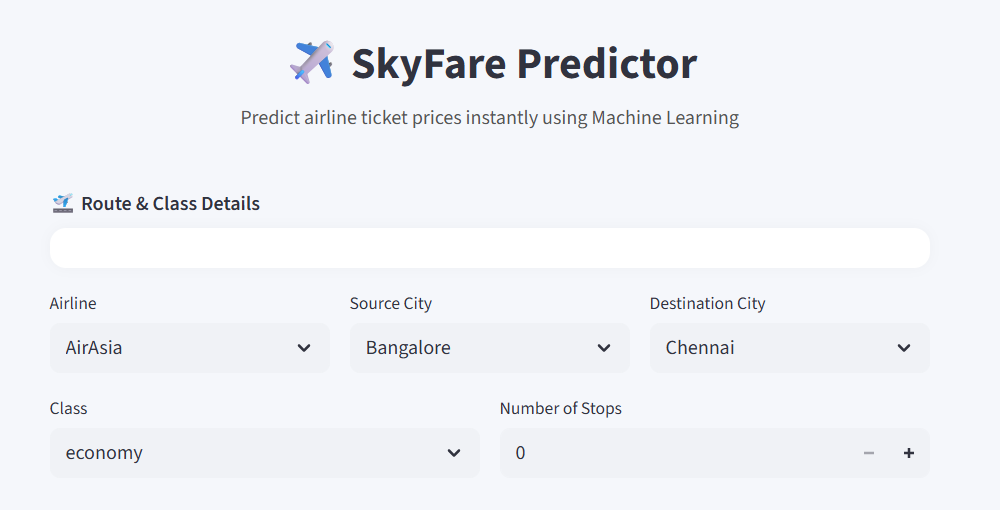 SkyFare Predictor
Predict airline ticket prices instantly using Machine Learning
Route & Class Details
Airline
Source City
Destination City
AirAsia
Bangalore
Chennai
Class
Number of Stops
economy
0